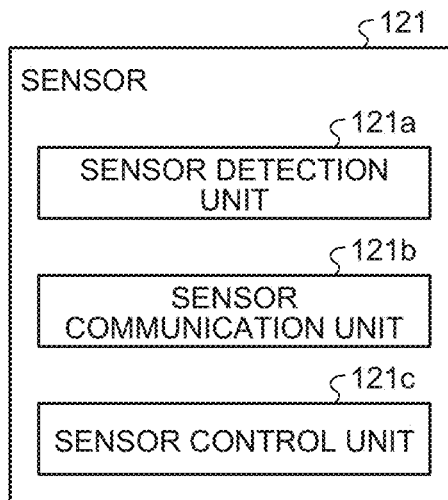 121
SENSOR
121a
SENSOR DETECTION
UNIT
121b
SENSOR
COMMUNICATION UNIT
121c
SENSOR CONTROL UNIT